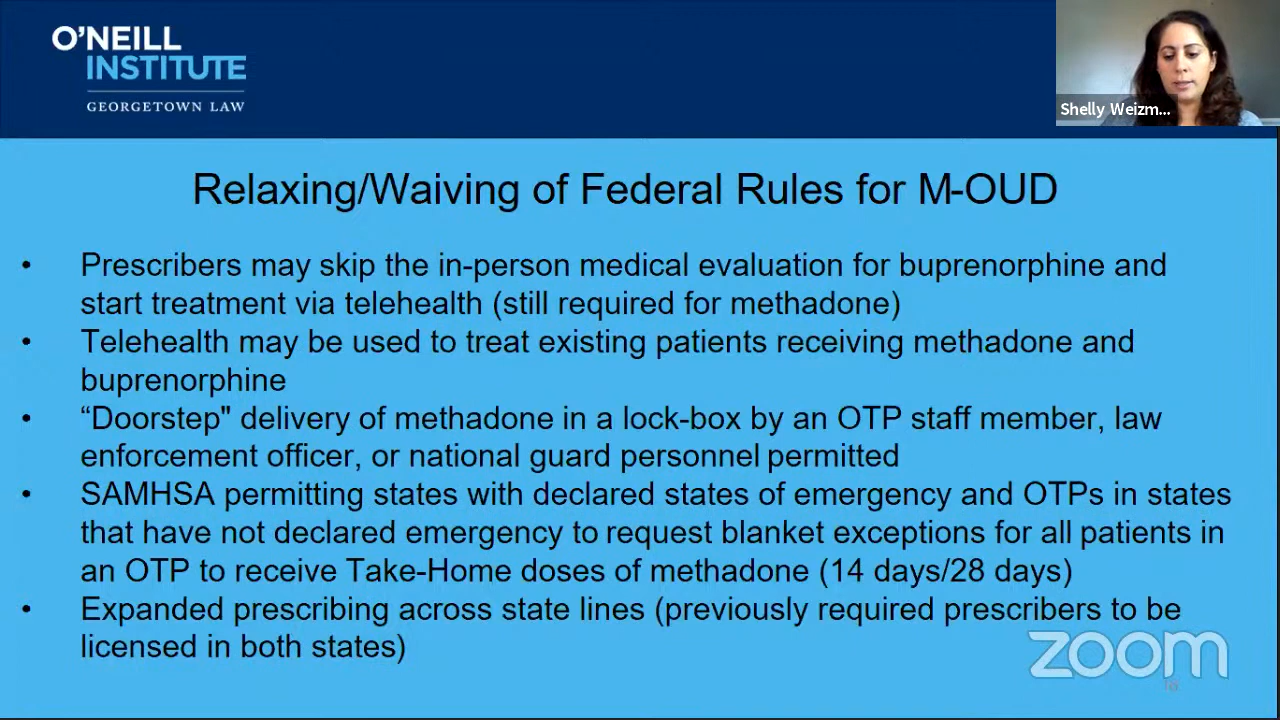 O'NEILL
INSTITUTE
GEORGETOWN LAW
Shelly Weizm...
Relaxing/Waiving of Federal Rules for M-OUD
• Prescribers may skip the in-person medical evaluation for buprenorphine and
start treatment via telehealth (still required for methadone)
• Telehealth may be used to treat existing patients receiving methadone and
buprenorphine
• “Doorstep" delivery of methadone in a lock-box by an OTP staff member, law
enforcement officer, or national guard personnel permitted
• SAMHSA permitting states with declared states of emergency and OTPs in states
that have not declared emergency to request blanket exceptions for all patients in
an OTP to receive Take-Home doses of methadone (14 days/28 days)
• Expanded prescribing across state lines (previously required prescribers to be
licensed in both states)
zoom